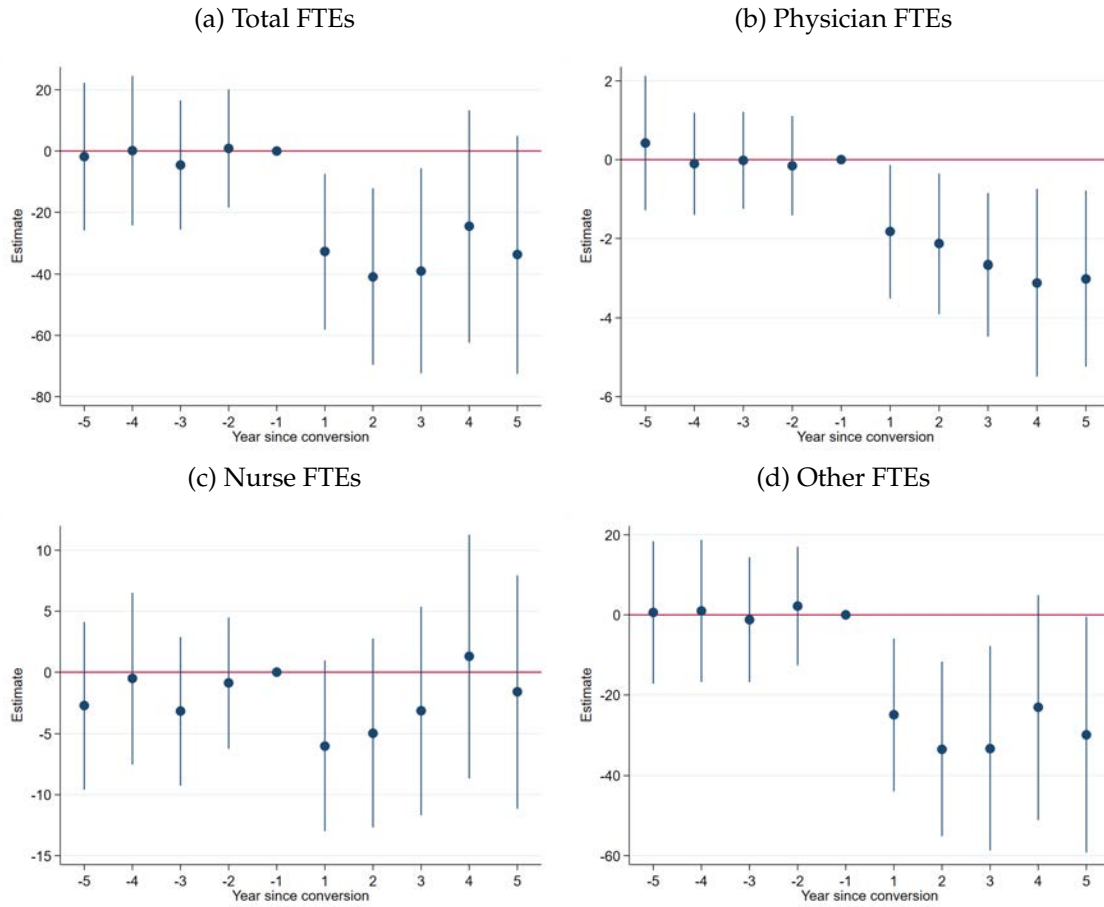 (a) Total FTEs
20
0
-20
-40
-60
-80
Estimate
-5 -4 -3 -2 -1 1 2 3 4 5
Year since conversion
(b) Physician FTEs
2
0
-2
-4
-6
Estimate
-5 -4 -3 -2 -1 1 2 3 4 5
Year since conversion
(c) Nurse FTEs
10
5
0
-5
-10
-15
Estimate
-5 -4 -3 -2 -1 1 2 3 4 5
Year since conversion
(d) Other FTEs
20
0
-20
-40
-60
Estimate
-5 -4 -3 -2 -1 1 2 3 4 5
Year since conversion